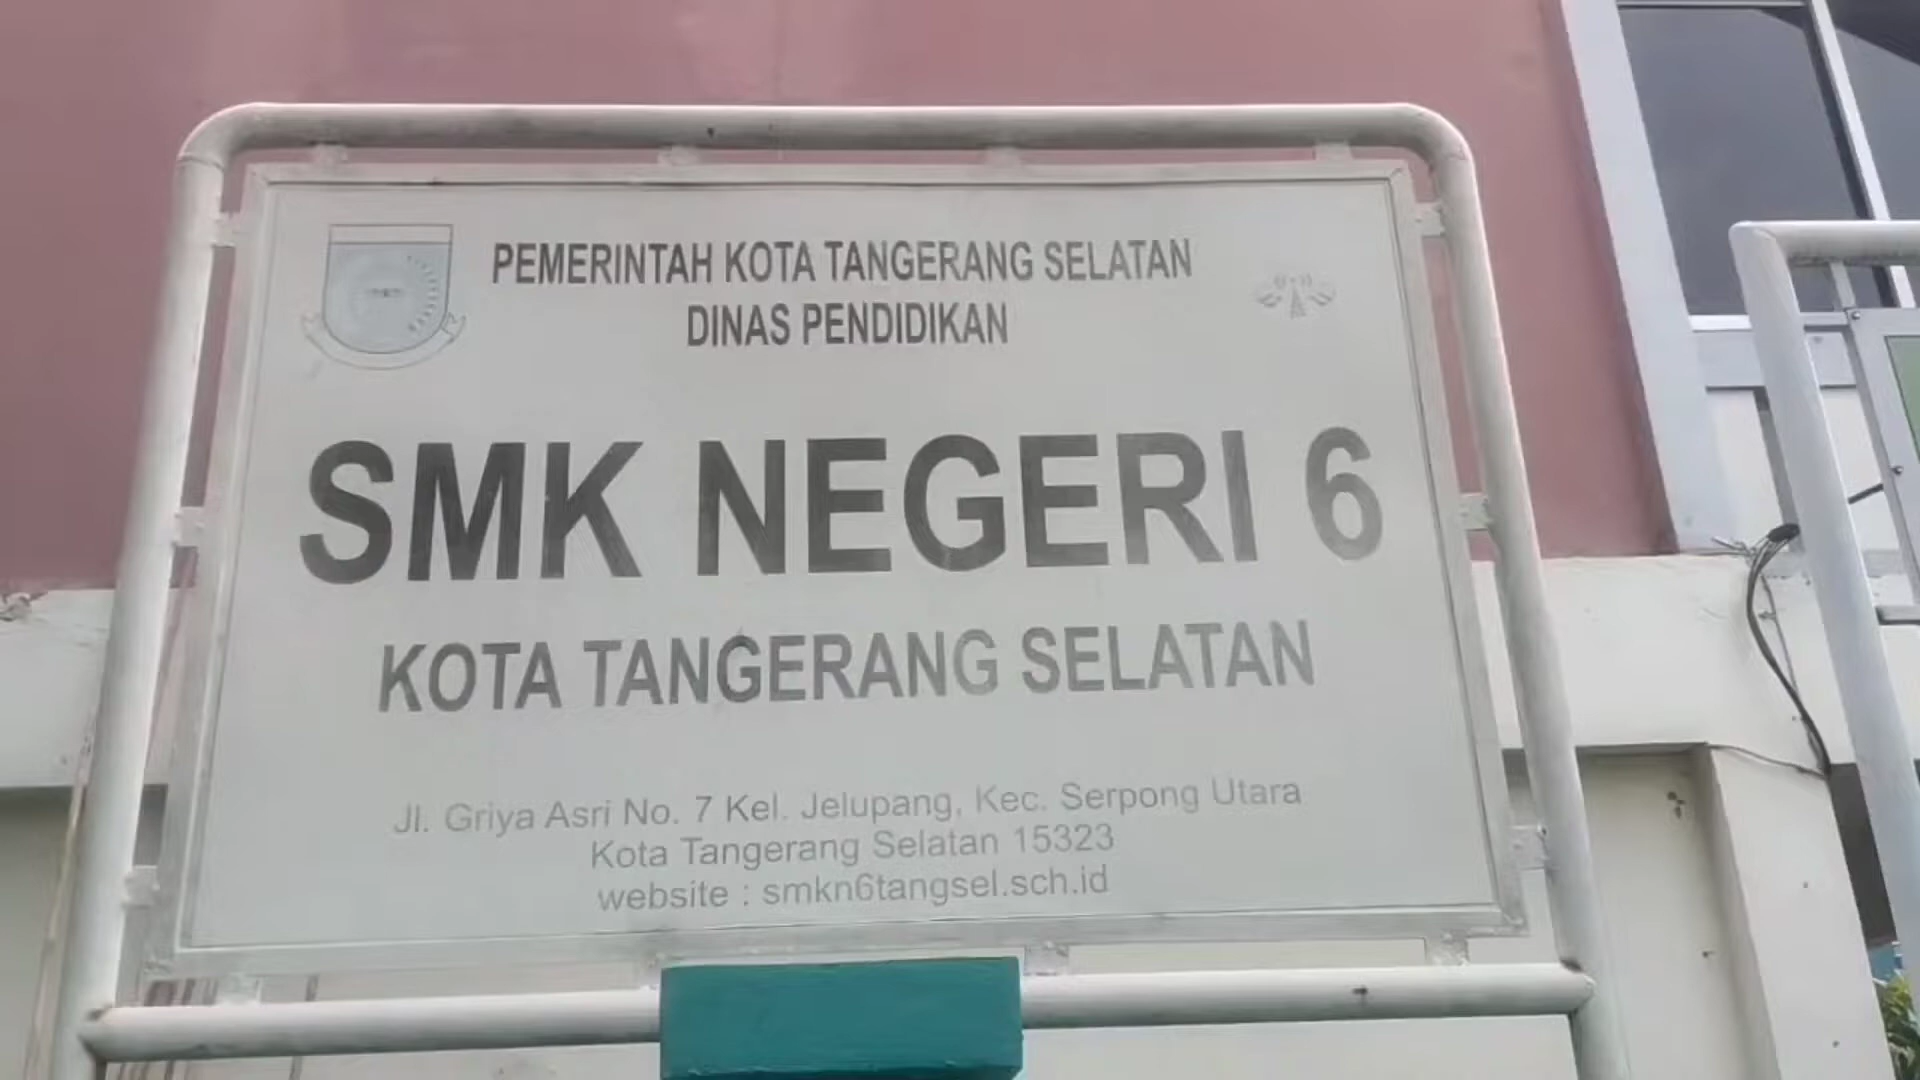 PEMERINTAH KOTA TANGERANG SELATAN
DINAS PENDIDIKAN
SMK NEGERI 6
KOTA TANGERANG SELATAN
Jl. Griya Asri No. 7 Kel. Jelupang, Kec. Serpong Utara
Kota Tangerang Selatan 15323
website : smkn6tangsel.sch.id